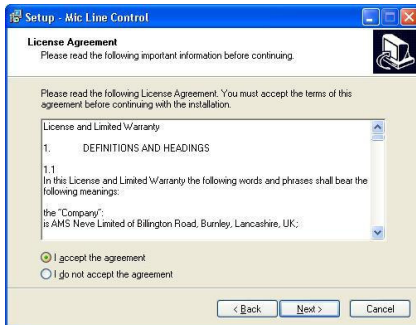 Setup - Mic Line Control
License Agreement
Please read the following important information before continuing.
Please read the following License Agreement. You must accept the terms of this
agreement before continuing with the installation.
License and Limited Warranty
1. DEFINITIONS AND HEADINGS
1.1
In this License and Limited Warranty the following words and phrases shall bear the
following meanings:
the "Company":
is AMS Neve Limited of Billington Road, Burnley, Lancashire, UK;
I accept the agreement
I do not accept the agreement
< Back Next > Cancel